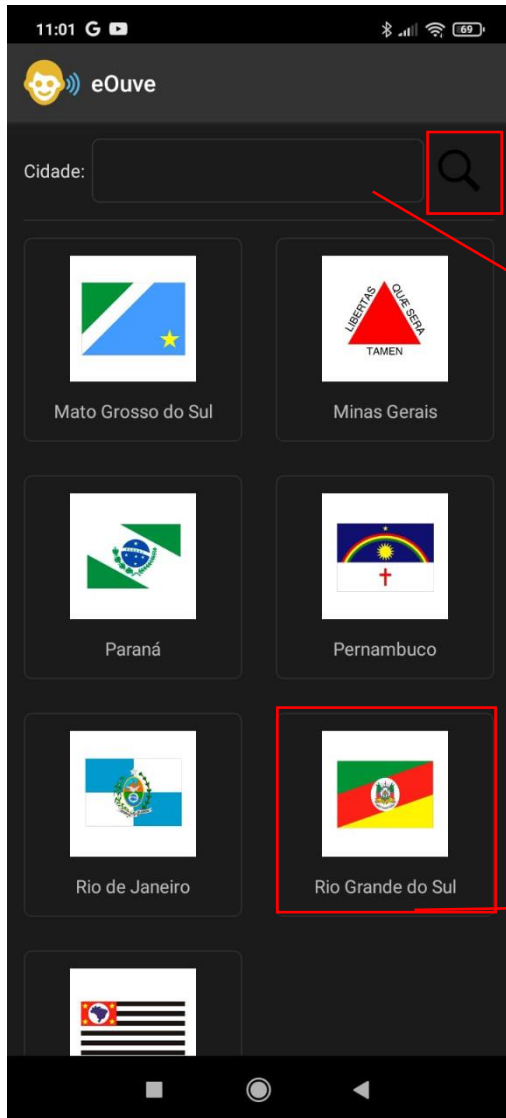 11:01 G 69
eOuve
Cidade:
LIBERTAS QUÆ SERA
TAMEN
Mato Grosso do Sul
Minas Gerais
Paraná
Pernambuco
Rio de Janeiro
Rio Grande do Sul